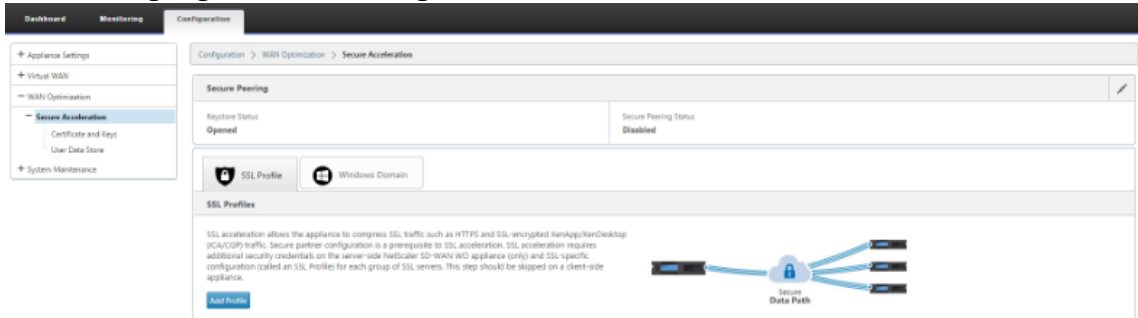 Dashboard Monitoring Configuration
+ Appliance Settings
+ Virtual WAN
− WAN Optimization
− Secure Acceleration
Certificate and Keys
User Data Store
+ System Maintenance
Configuration > WAN Optimization > Secure Acceleration
Secure Peering
Keystore Status
Opened
Secure Peering Status
Disabled
SSL Profile
Windows Domain
SSL Profiles
SSL acceleration allows the appliance to compress SSL traffic such as HTTPS and SSL-encrypted XenApp/XenDesktop
(ICA/CGP) traffic. Secure partner configuration is a prerequisite to SSL acceleration. SSL acceleration requires
additional security credentials on the server-side NetScaler SD-WAN WO appliance (only) and SSL-specific
configuration (called an SSL Profile) for each group of SSL servers. This step should be skipped on a client-side
appliance.
Add Profile
Secure
Data Path